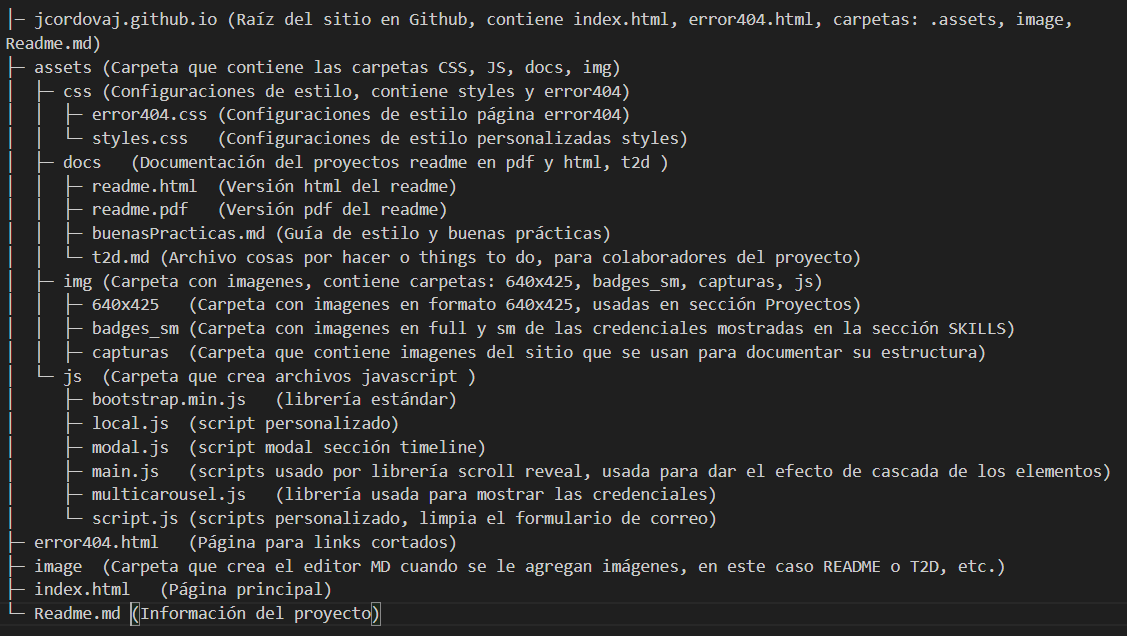 |─ jcordovaj.github.io (Raíz del sitio en Github, contiene index.html, error404.html, carpetas: .assets, image,
Readme.md)
├─ assets (Carpeta que contiene las carpetas CSS, JS, docs, img)
│  ├─ css (Configuraciones de estilo, contiene styles y error404)
│  │  ├─ error404.css (Configuraciones de estilo página error404)
│  │  └─ styles.css   (Configuraciones de estilo personalizadas styles)
│  ├─ docs   (Documentación del proyectos readme en pdf y html, t2d )
│  │  ├─ readme.html  (Versión html del readme)
│  │  ├─ readme.pdf   (Versión pdf del readme)
│  │  ├─ buenasPracticas.md (Guía de estilo y buenas prácticas)
│  │  └─ t2d.md (Archivo cosas por hacer o things to do, para colaboradores del proyecto)
│  ├─ img (Carpeta con imagenes, contiene carpetas: 640x425, badges_sm, capturas, js)
│  │  ├─ 640x425   (Carpeta con imagenes en formato 640x425, usadas en sección Proyectos)
│  │  ├─ badges_sm (Carpeta con imagenes en full y sm de las credenciales mostradas en la sección SKILLS)
│  │  ├─ capturas  (Carpeta que contiene imagenes del sitio que se usan para documentar su estructura)
│  └─ js  (Carpeta que crea archivos javascript )
│     ├─ bootstrap.min.js   (librería estándar)
│     ├─ local.js  (script personalizado)
│     ├─ modal.js  (script modal sección timeline)
│     ├─ main.js   (scripts usado por librería scroll reveal, usada para dar el efecto de cascada de los elementos)
│     ├─ multicarousel.js   (librería usada para mostrar las credenciales)
│     └─ script.js (scripts personalizado, limpia el formulario de correo)
├─ error404.html   (Página para links cortados)
├─ image  (Carpeta que crea el editor MD cuando se le agregan imágenes, en este caso README o T2D, etc.)
├─ index.html   (Página principal)
└─ Readme.md (Información del proyecto)